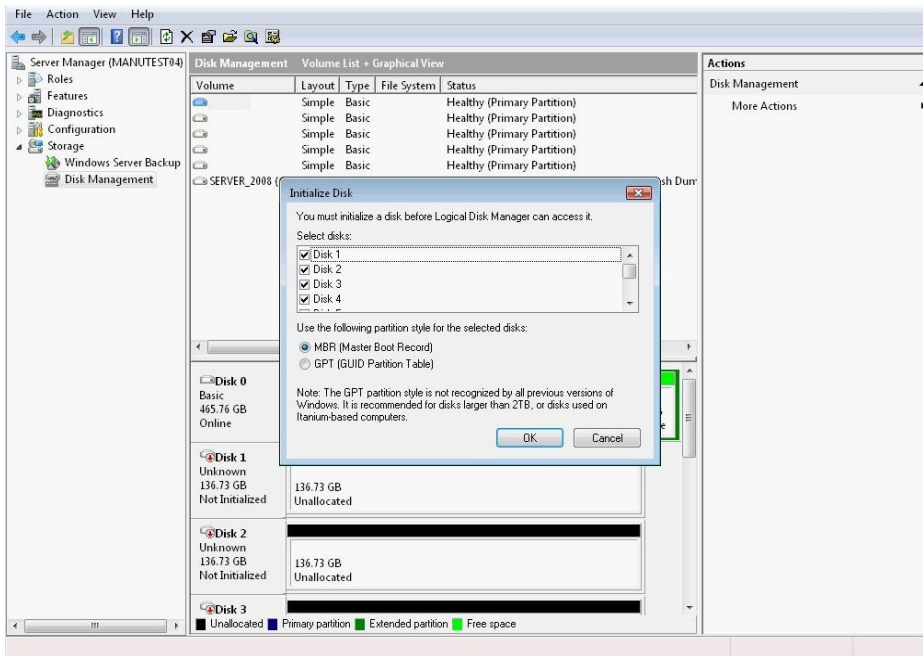 File Action View Help
Server Manager (MANUTEST04)
Roles
Features
Diagnostics
Configuration
Storage
Windows Server Backup
Disk Management
Disk Management Volume List + Graphical View
Volume Layout Type File System Status
Simple Basic Healthy (Primary Partition)
Simple Basic Healthy (Primary Partition)
Simple Basic Healthy (Primary Partition)
Simple Basic Healthy (Primary Partition)
Simple Basic Healthy (Primary Partition)
SERVER_2008 (
sh Dum
Initialize Disk
You must initialize a disk before Logical Disk Manager can access it.
Select disks:
Disk 1
Disk 2
Disk 3
Disk 4
Use the following partition style for the selected disks:
MBR (Master Boot Record)
GPT (GUID Partition Table)
Note: The GPT partition style is not recognized by all previous versions of
Windows. It is recommended for disks larger than 2TB, or disks used on
Itanium-based computers.
OK Cancel
Disk 0
Basic
465.76 GB
Online
Disk 1
Unknown
136.73 GB
Not Initialized
136.73 GB
Unallocated
Disk 2
Unknown
136.73 GB
Not Initialized
136.73 GB
Unallocated
Disk 3
Unallocated Primary partition Extended partition Free space
Actions
Disk Management
More Actions